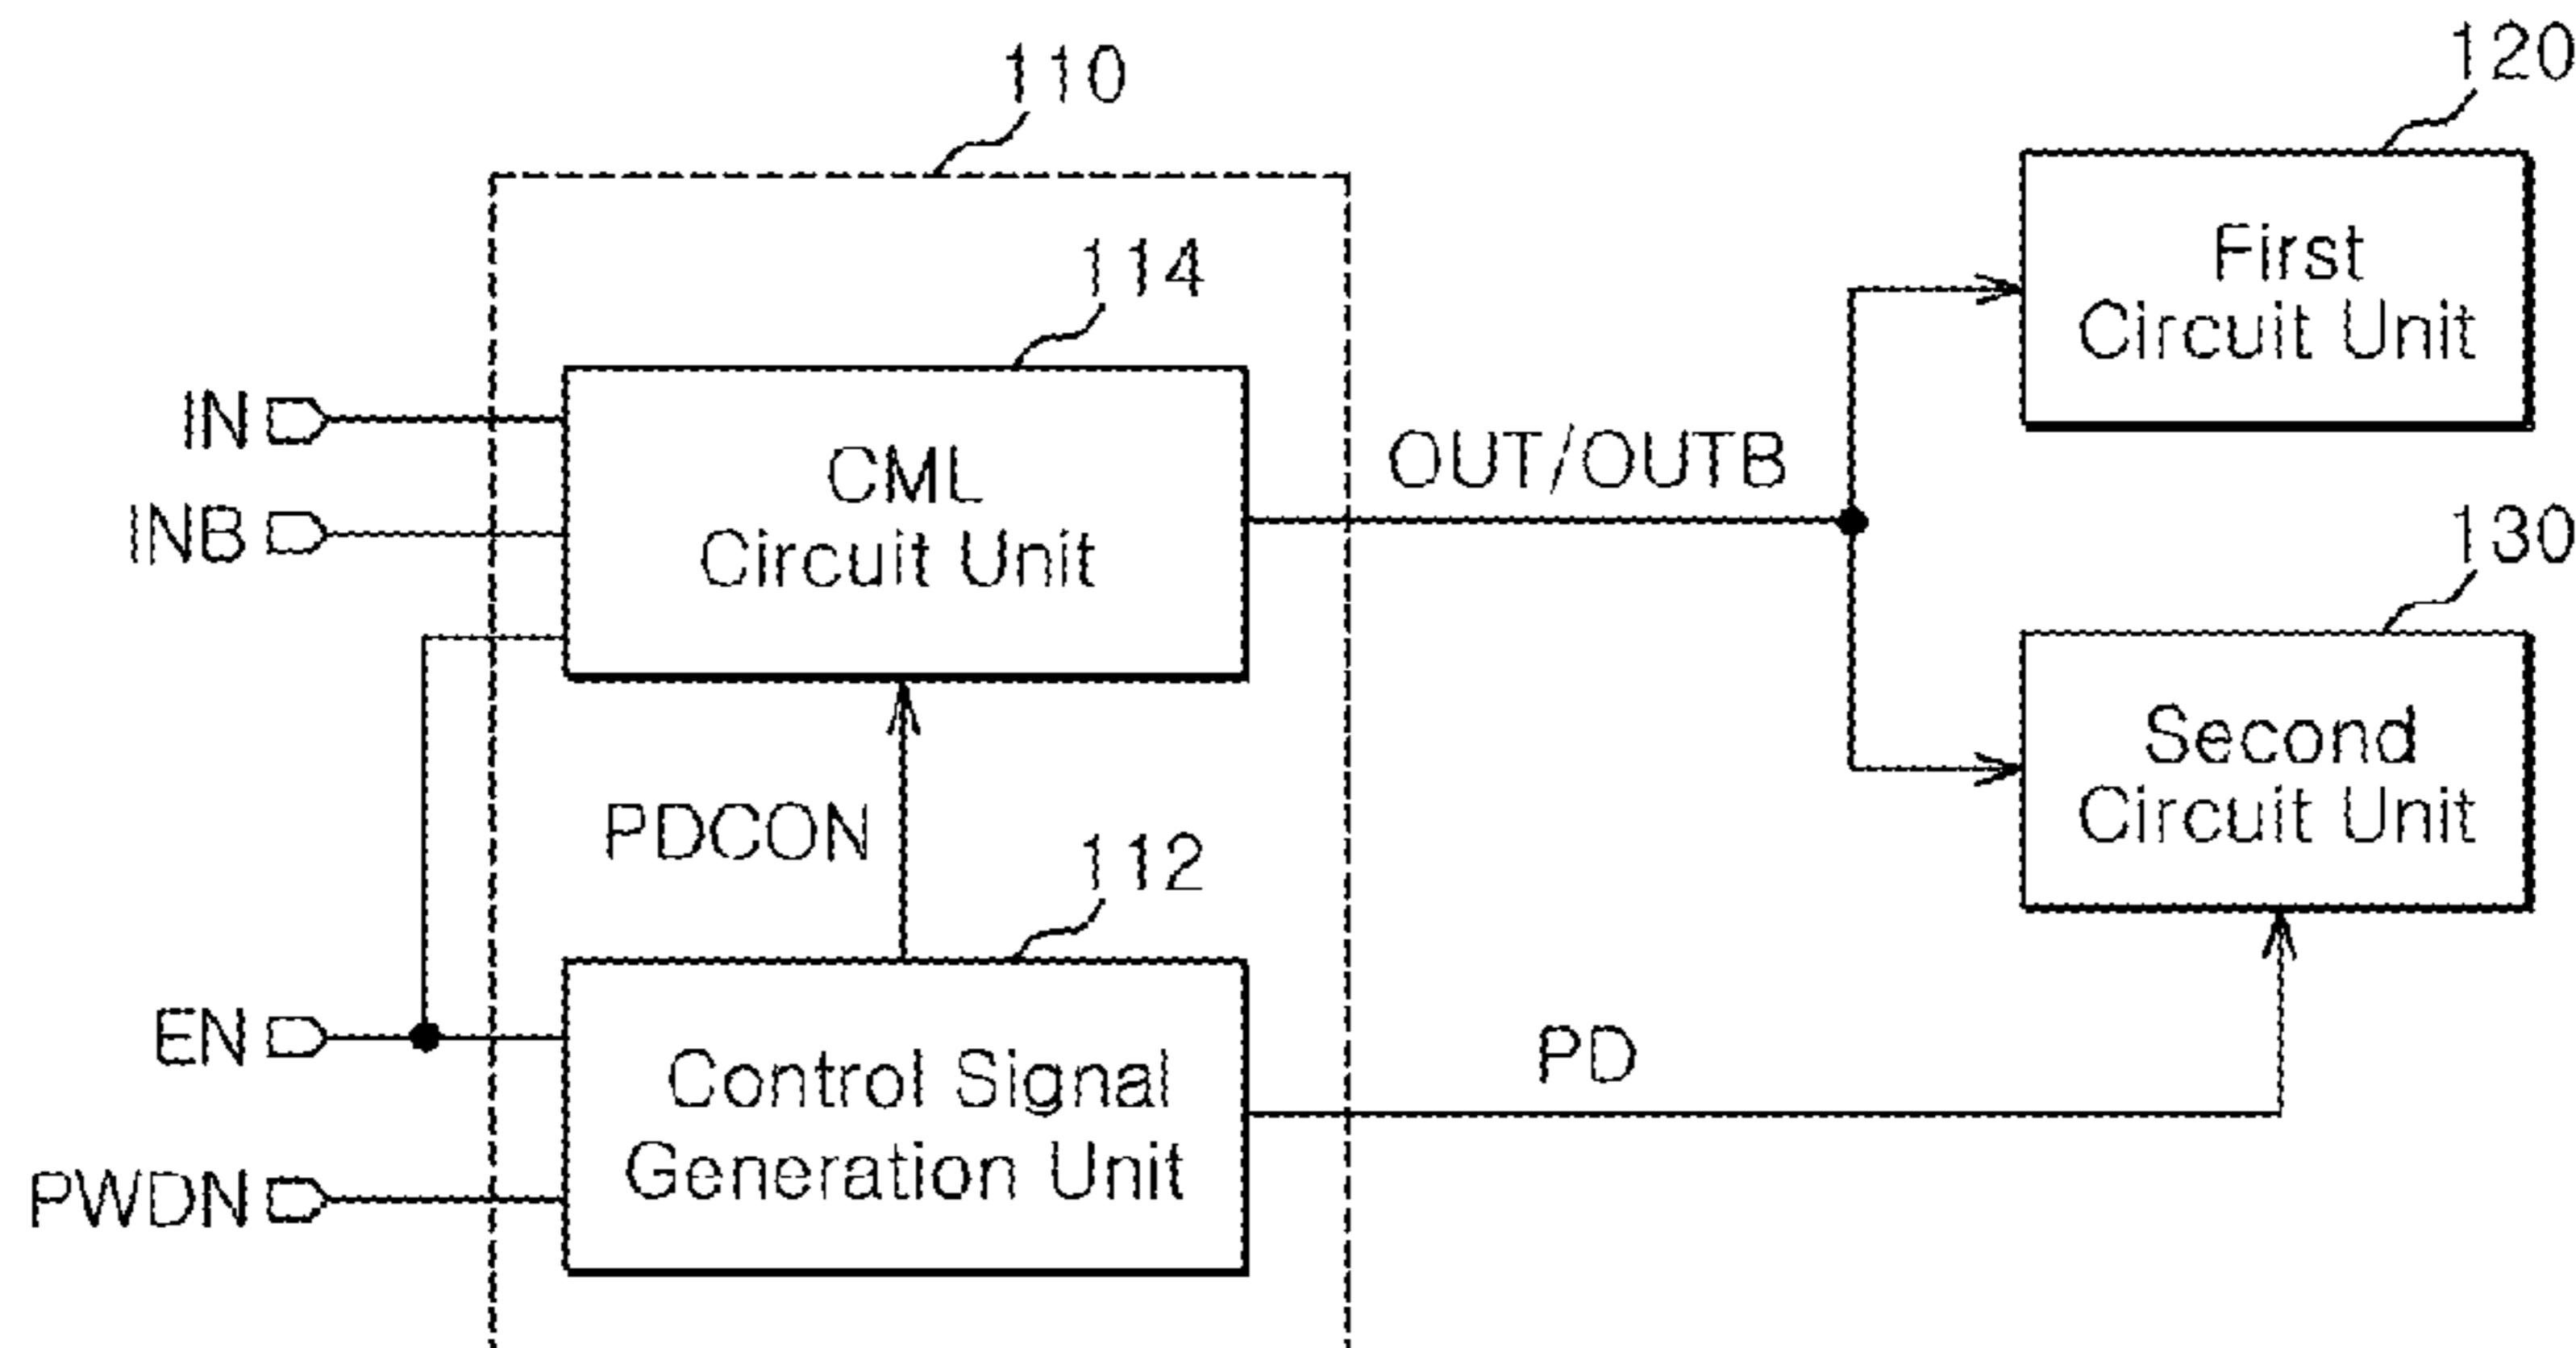 110
120
114
First
Circuit Unit
IN
CML
Circuit Unit
OUT/OUTB
INB
130
Second
Circuit Unit
PDCON
112
EN
Control Signal
Generation Unit
PD
PWDN